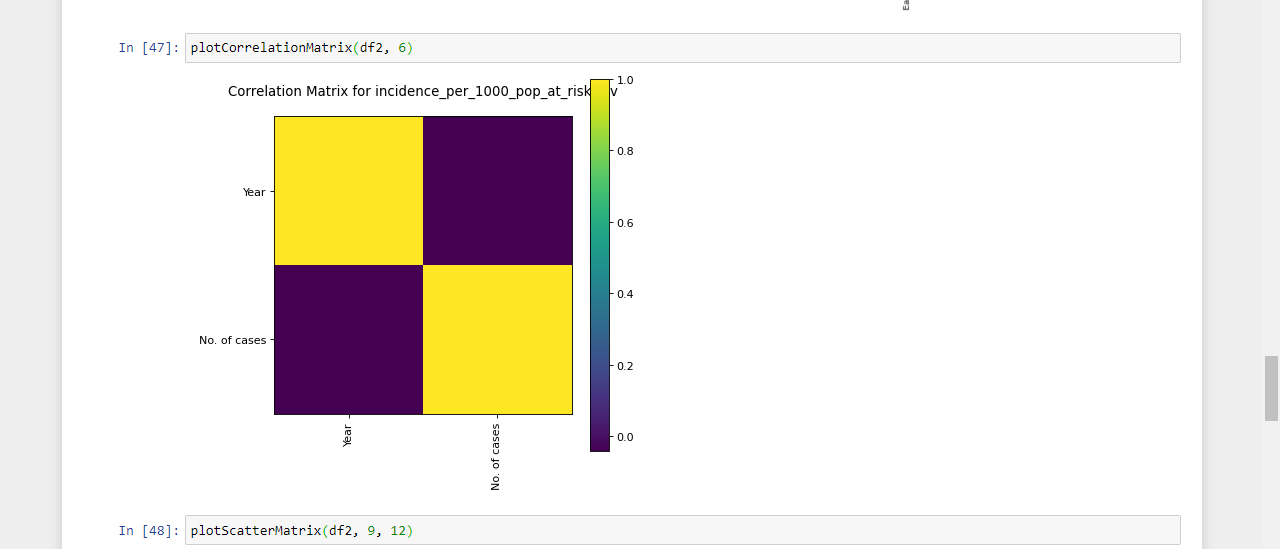 Ea
In [47]: plotCorrelationMatrix(df2, 6)
Correlation Matrix for incidence_per_1000_pop_at_risk v
1.0
0.8
0.6
0.4
0.2
0.0
Year
No. of cases
Year
No. of cases
In [48]: plotScatterMatrix(df2, 9, 12)